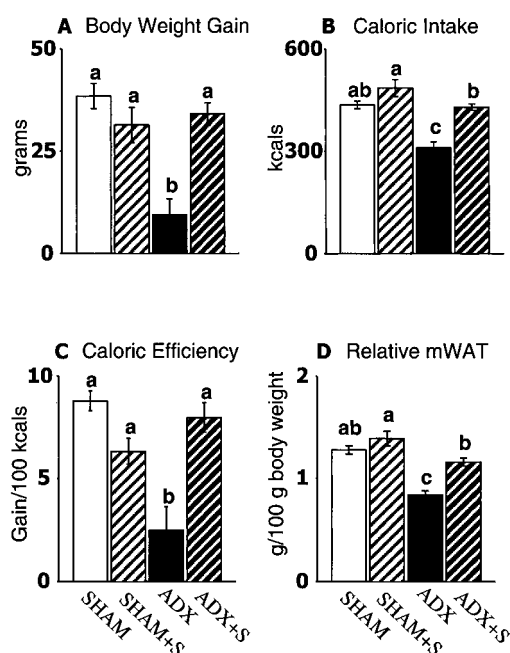 A Body Weight Gain
50
25
0
grams
a
a
b
a
B Caloric Intake
600
300
0
kcals
ab
a
c
b
C Caloric Efficiency
10
5
0
Gain/100 kcals
a
a
b
a
SHAM
SHAM+S
ADX
ADX+S
D Relative mWAT
2
1
0
g/100 g body weight
ab
a
c
b
SHAM
SHAM+S
ADX
ADX+S